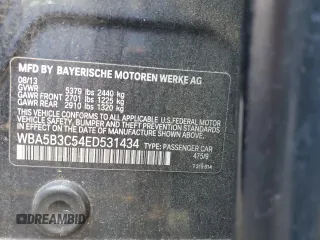 MFD BY BAYERISCHE MOTOREN WERKE AG
08/13
GVWR 5379 lbs 2440 kg
GAWR FRONT 2701 lbs 1225 kg
GAWR REAR 2910 lbs 1320 kg
THIS VEHICLE CONFORMS TO ALL
APPLICABLE U.S. FEDERAL MOTOR
VEHICLE SAFETY, BUMPER AND THEFT
PREVENTION STANDARDS IN EFFECT ON
THE DATE OF MANUFACTURE SHOWN ABOVE.
WBA5B3C54ED531434 TYPE: PASSENGER CAR
475/9
DREAMBID